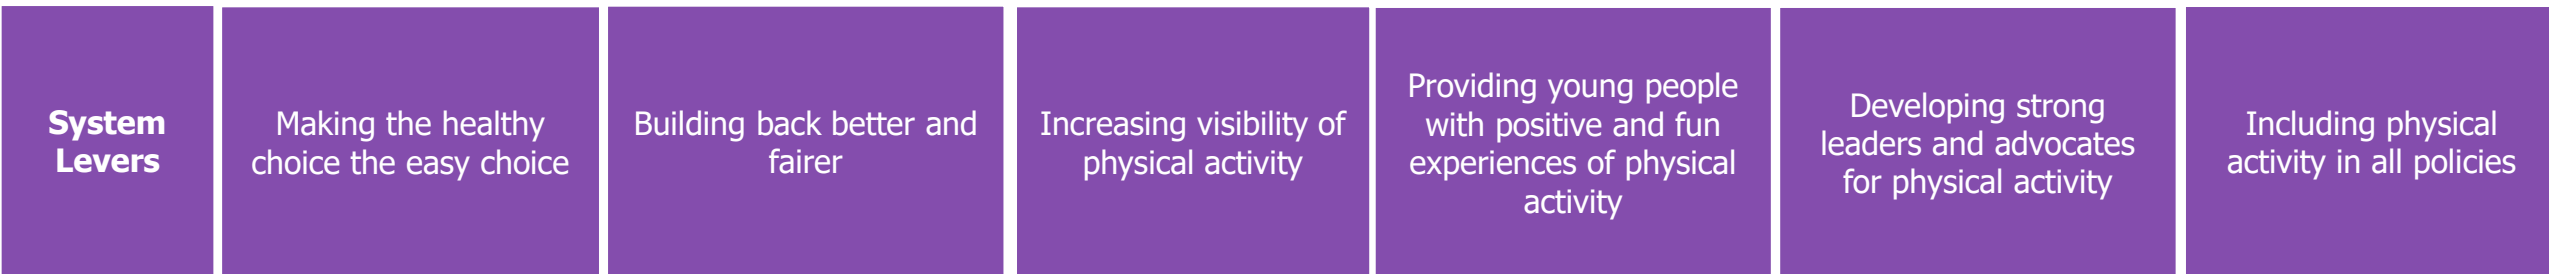 System
Levers
Making the healthy
choice the easy choice
Building back better and
fairer
Increasing visibility of
physical activity
Providing young people
with positive and fun
experiences of physical
activity
Developing strong
leaders and advocates
for physical activity
Including physical
activity in all policies